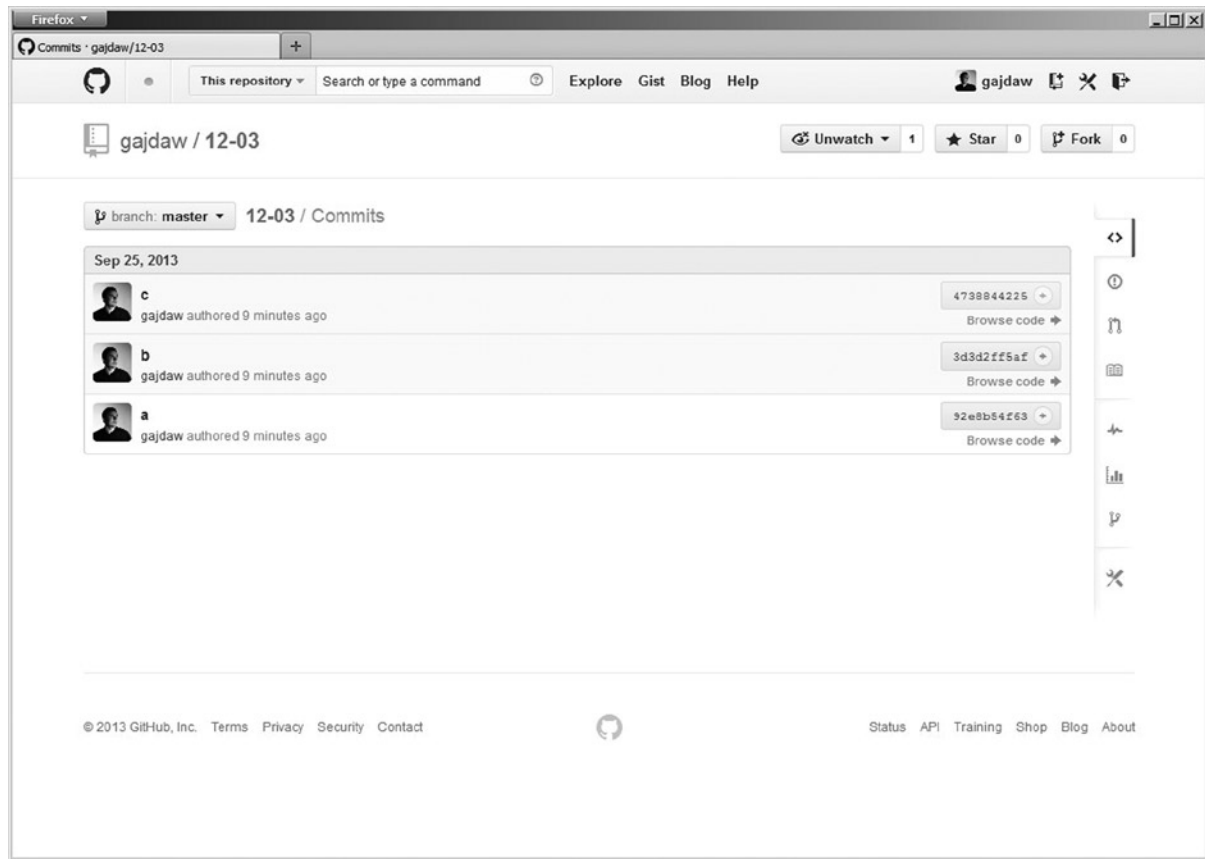 Firefox
Commits · gajdaw/12-03
This repository Search or type a command Explore Gist Blog Help gajdaw
gajdaw / 12-03
Unwatch 1 Star 0 Fork 0
branch: master 12-03 / Commits
Sep 25, 2013
c
gajdaw authored 9 minutes ago
4738844225
Browse code
b
gajdaw authored 9 minutes ago
3d3d2ff5af
Browse code
a
gajdaw authored 9 minutes ago
92e8b54f63
Browse code
© 2013 GitHub, Inc. Terms Privacy Security Contact
Status API Training Shop Blog About